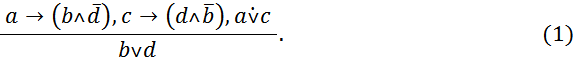 a → (b∧d̄), c → (d∧b̄), a∨̇c
b∨d . (1)